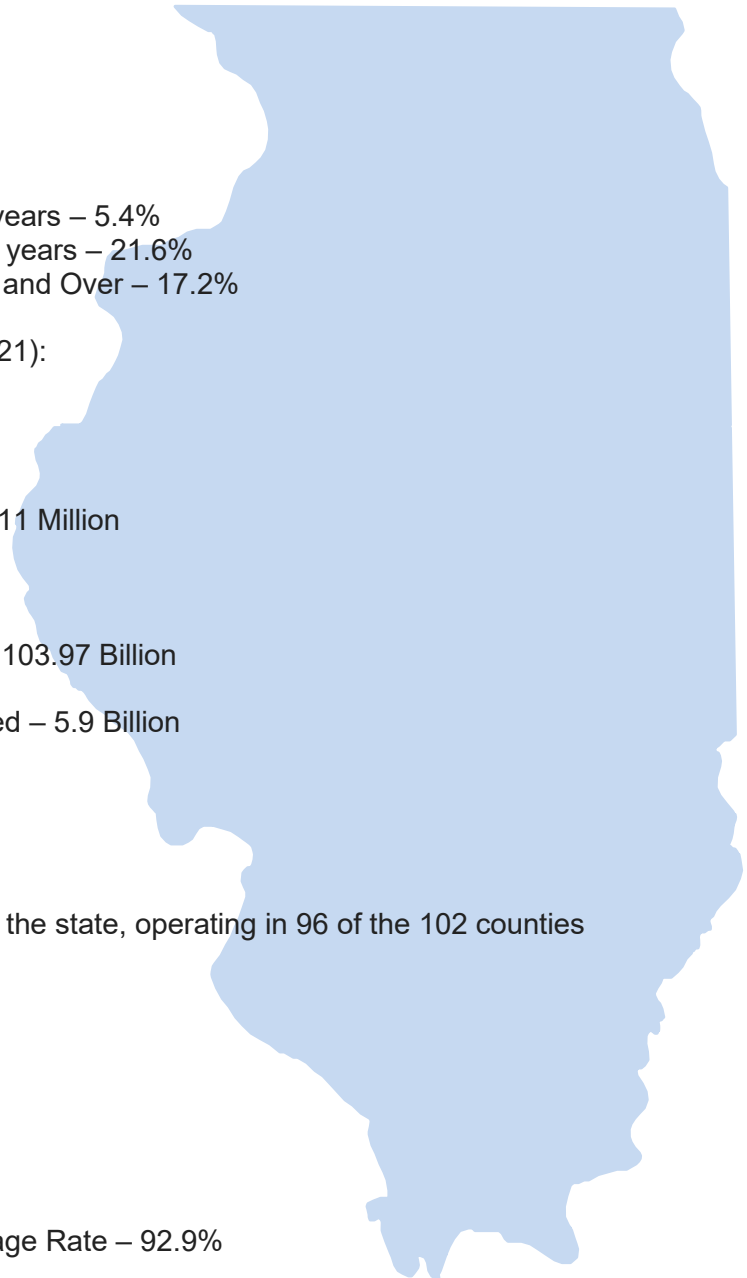 years – 5.4%
years – 21.6%
and Over – 17.2%
21):
11 Million
103.97 Billion
ed – 5.9 Billion
the state, operating in 96 of the 102 counties
age Rate – 92.9%